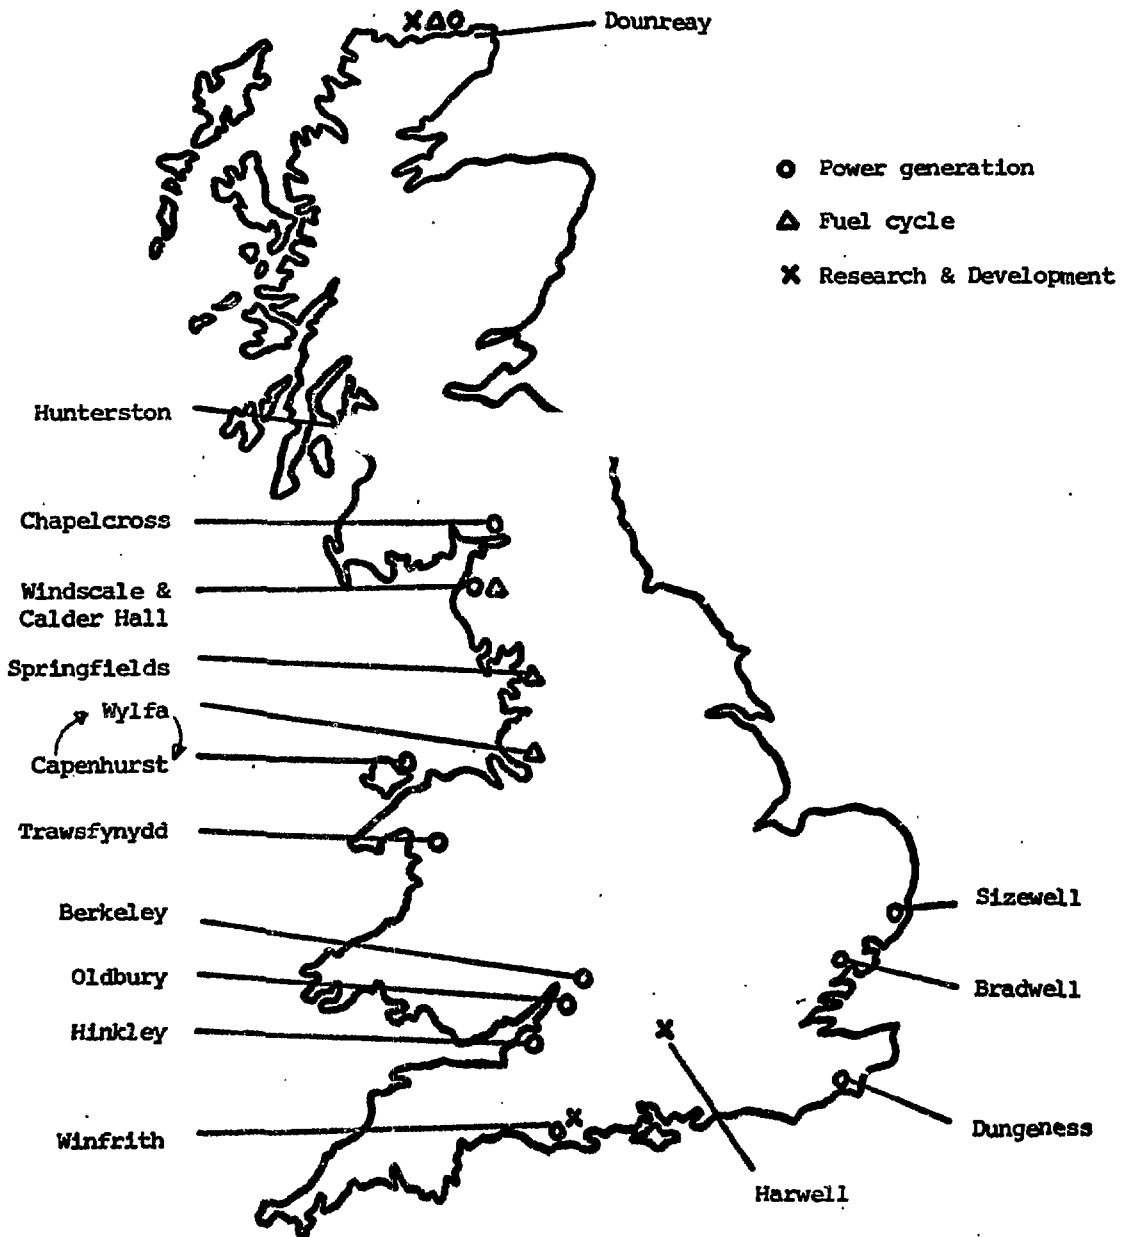 Dounreay
Power generation
Fuel cycle
Research & Development
Hunterston
Chapelcross
Windscale &
Calder Hall
Springfields
Wylfa
Capenhurst
Trawsfynydd
Berkeley
Sizewell
Oldbury
Bradwell
Hinkley
Winfrith
Dungeness
Harwell